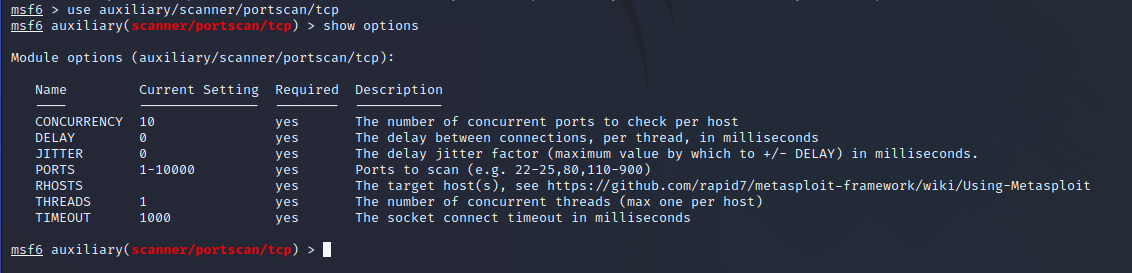 msf6 > use auxiliary/scanner/portscan/tcp
msf6 auxiliary(scanner/portscan/tcp) > show options
Module options (auxiliary/scanner/portscan/tcp):
Name Current Setting Required Description
CONCURRENCY 10 yes The number of concurrent ports to check per host
DELAY 0 yes The delay between connections, per thread, in milliseconds
JITTER 0 yes The delay jitter factor (maximum value by which to +/- DELAY) in milliseconds.
PORTS 1-10000 yes Ports to scan (e.g. 22-25,80,110-900)
RHOSTS yes The target host(s), see https://github.com/rapid7/metasploit-framework/wiki/Using-Metasploit
THREADS 1 yes The number of concurrent threads (max one per host)
TIMEOUT 1000 yes The socket connect timeout in milliseconds
msf6 auxiliary(scanner/portscan/tcp) >